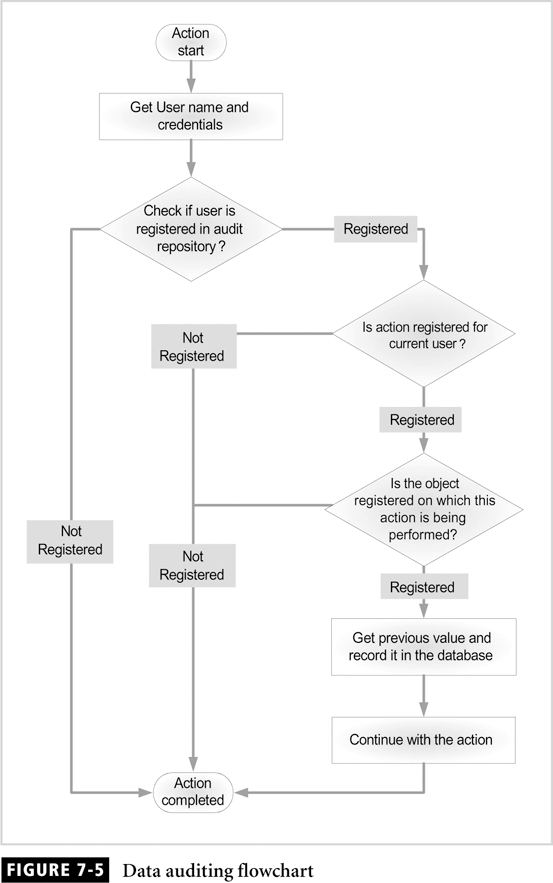 Action
start
Get User name and
credentials
Check if user is
registered in audit
repository?
Registered
Is action registered for
current user?
Not
Registered
Registered
Is the object
registered on which this
action is being
performed?
Not
Registered
Not
Registered
Registered
Get previous value and
record it in the database
Continue with the action
Action
completed
FIGURE 7-5 Data auditing flowchart